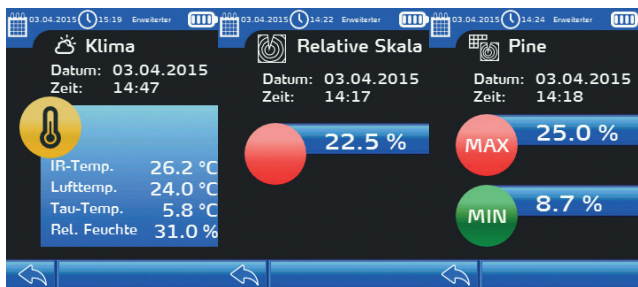 03.04.2015 15:19 Erweiterter
Klima
Datum: 03.04.2015
Zeit: 14:47
IR-Temp. 26.2 °C
Lufttemp. 24.0 °C
Tau-Temp. 5.8 °C
Rel. Feuchte 31.0 %
03.04.2015 14:22 Erweiterter
Relative Skala
Datum: 03.04.2015
Zeit: 14:17
22.5 %
03.04.2015 14:24 Erweiterter
Pine
Datum: 03.04.2015
Zeit: 14:18
MAX 25.0 %
MIN 8.7 %